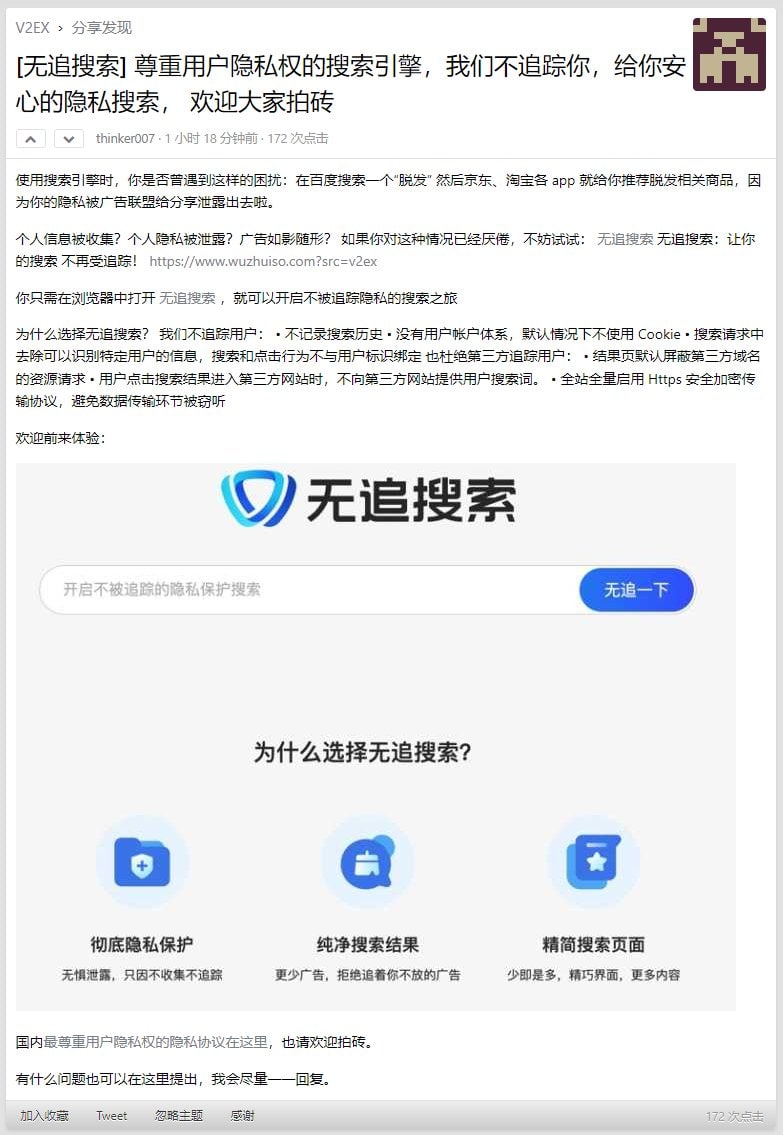 V2EX › 分享发现
[无追搜索] 尊重用户隐私权的搜索引擎，我们不追踪你，给你安
心的隐私搜索， 欢迎大家拍砖
thinker007 · 1 小时 18 分钟前 · 172 次点击
使用搜索引擎时，你是否曾遇到这样的困扰：在百度搜索一个“脱发” 然后京东、淘宝各 app 就给你推荐脱发相关商品，因
为你的隐私被广告联盟给分享泄露出去啦。
个人信息被收集？个人隐私被泄露？广告如影随形？ 如果你对这种情况已经厌倦，不妨试试： 无追搜索 无追搜索：让你
的搜索 不再受追踪！ https://www.wuzhuiso.com?src=v2ex
你只需在浏览器中打开 无追搜索 ，就可以开启不被追踪隐私的搜索之旅
为什么选择无追搜索？ 我们不追踪用户： • 不记录搜索历史 • 没有用户帐户体系，默认情况下不使用 Cookie • 搜索请求中
去除可以识别特定用户的信息，搜索和点击行为不与用户标识绑定 也杜绝第三方追踪用户： • 结果页默认屏蔽第三方域名
的资源请求 • 用户点击搜索结果进入第三方网站时，不向第三方网站提供用户搜索词。 • 全站全量启用 Https 安全加密传
输协议，避免数据传输环节被窃听
欢迎前来体验：
无追搜索
开启不被追踪的隐私保护搜索 无追一下
为什么选择无追搜索？
彻底隐私保护 纯净搜索结果 精简搜索页面
无惧泄露，只因不收集不追踪 更少广告，拒绝追着你不放的广告 少即是多，精巧界面，更多内容
国内最尊重用户隐私权的隐私协议在这里，也请欢迎拍砖。
有什么问题也可以在这里提出，我会尽量一一回复。
加入收藏 Tweet 忽略主题 感谢 172 次点击